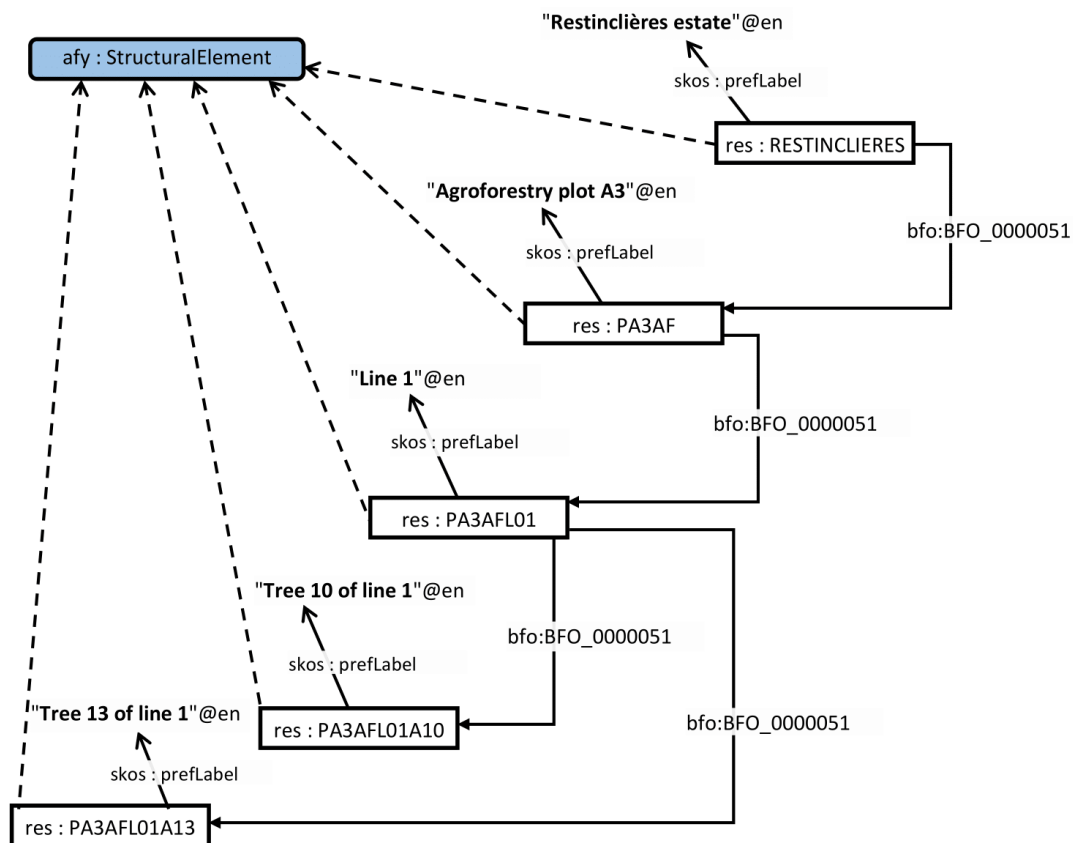 "Restinclières estate"@en
afy : StructuralElement
skos : prefLabel
res : RESTINCLIERES
"Agroforestry plot A3"@en
bfo:BFO_0000051
skos : prefLabel
res : PA3AF
"Line 1"@en
bfo:BFO_0000051
skos : prefLabel
res : PA3AFL01
"Tree 10 of line 1"@en
bfo:BFO_0000051
skos : prefLabel
"Tree 13 of line 1"@en
res : PA3AFL01A10
bfo:BFO_0000051
skos : prefLabel
res : PA3AFL01A13